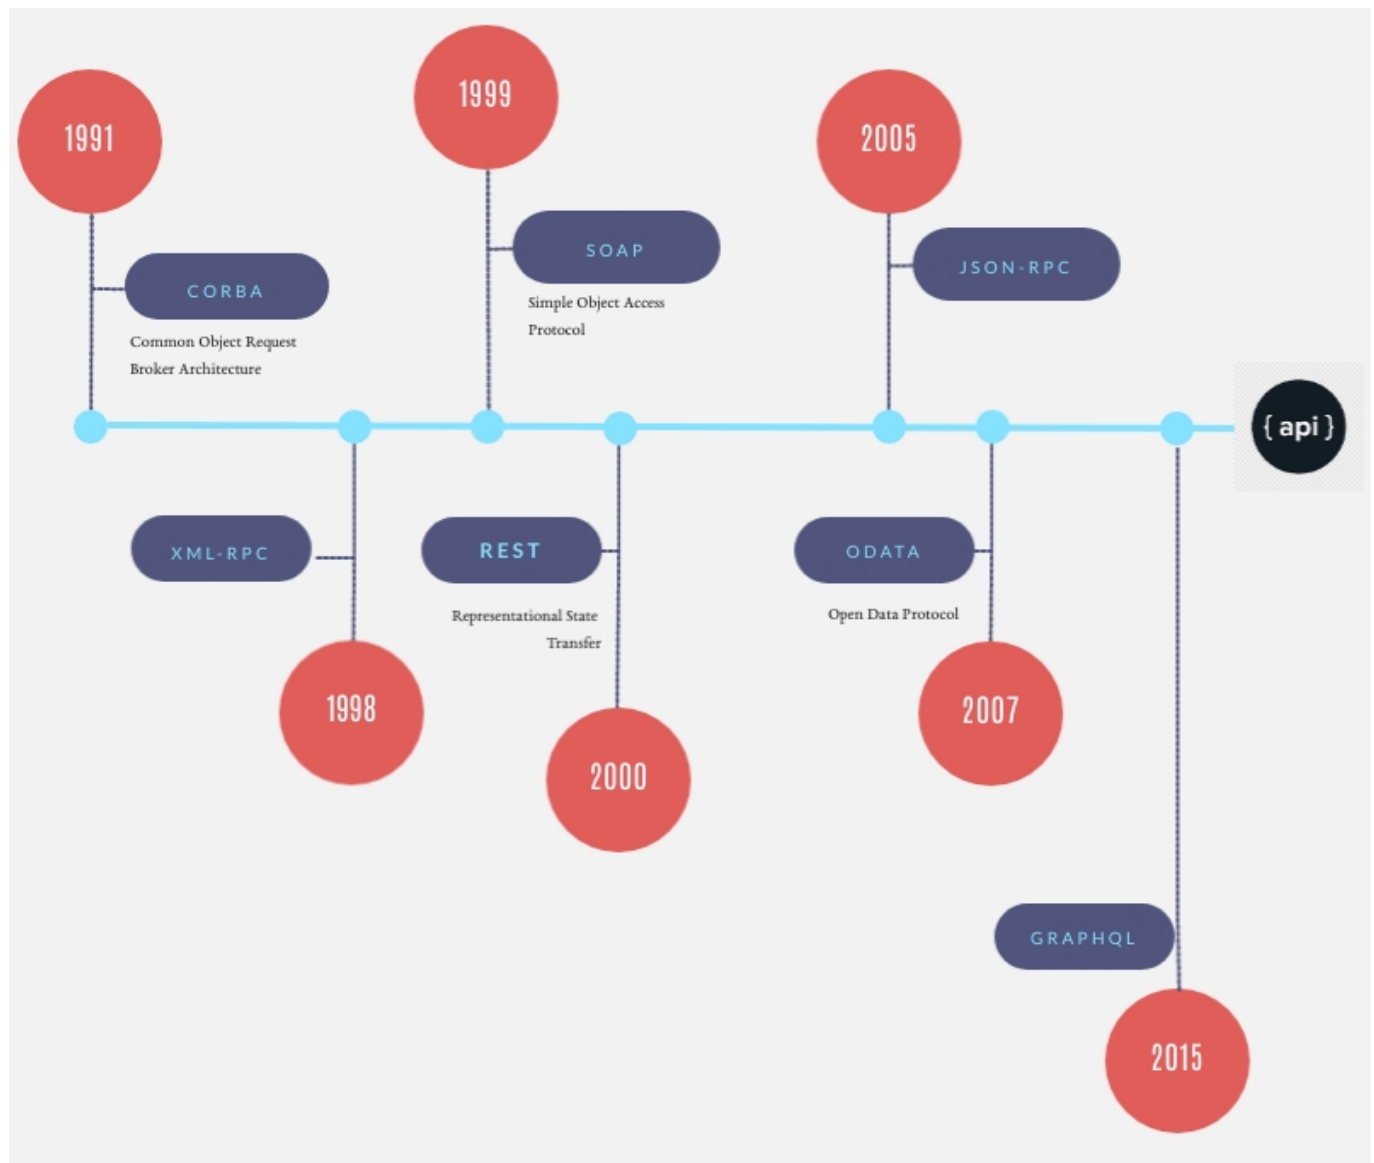 1991
CORBA
Common Object Request
Broker Architecture
1999
SOAP
Simple Object Access
Protocol
2005
JSON-RPC
{ api }
XML-RPC
1998
REST
Representational State
Transfer
2000
ODATA
Open Data Protocol
2007
GRAPHQL
2015